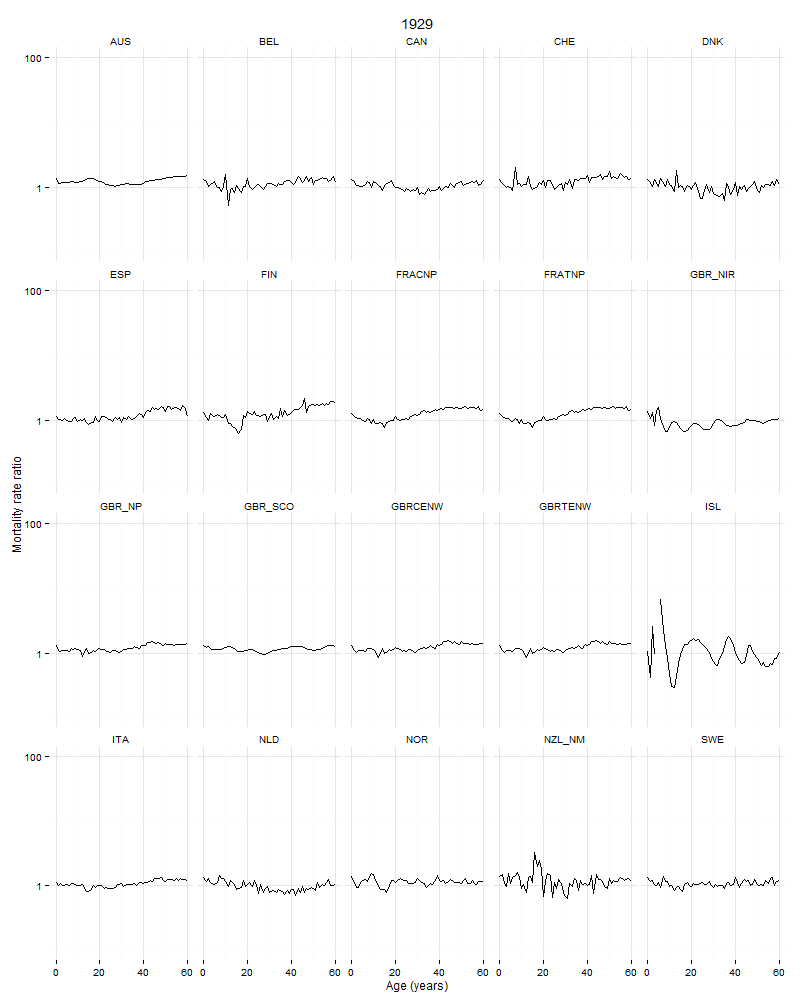 1929
AUS BEL CAN CHE DNK
100
1
ESP FIN FRACNP FRATNP GBR_NIR
100
1
Mortality rate ratio
GBR_NP GBR_SCO GBRCENW GBRTENW ISL
100
1
ITA NLD NOR NZL_NM SWE
100
1
0 20 40 60 0 20 40 60 0 20 40 60 0 20 40 60 0 20 40 60
Age (years)